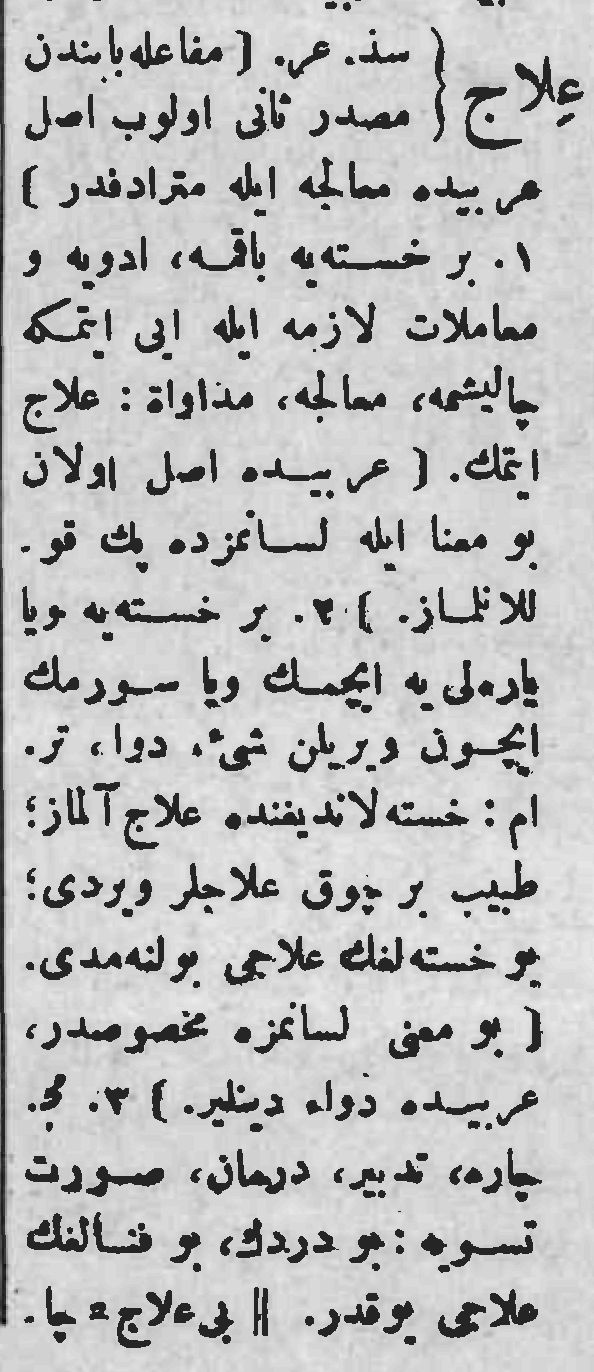 عِلاج { سذ. عر. [ مفاعله بابندن
مصدر ثانی اولوب اصل
عربیده معالجه ایله مترادفدر ]
۱. بر خسته‌یه باقمه، ادویه و
معاملات لازمه ایله ایی ایتمکه
چالیشمه، معالجه، مداواة : علاج
ایتمك. [ عربیده اصل اولان
بو معنا ایله لسانمزده پك قو-
للانلماز. ] ۲. بر خسته‌یه ویا
یاره‌لی یه ایچمك ویا سورمك
ایچون ویریلن شیء، دوا، تر.
ام : خسته‌لاندیغنده علاج آلماز؛
طبیب بر چوق علاجلر ویردی؛
بو خسته‌لغك علاجی بولنه‌مدی.
[ بو معنی لسانمزه مخصوصدر،
عربیده دواء دینلیر. ] ۳. مج.
چاره، تدبیر، درمان، صورت
تسویه : بو دردك، بو فنالغك
علاجی یوقدر. || بی‌علاج = چا-